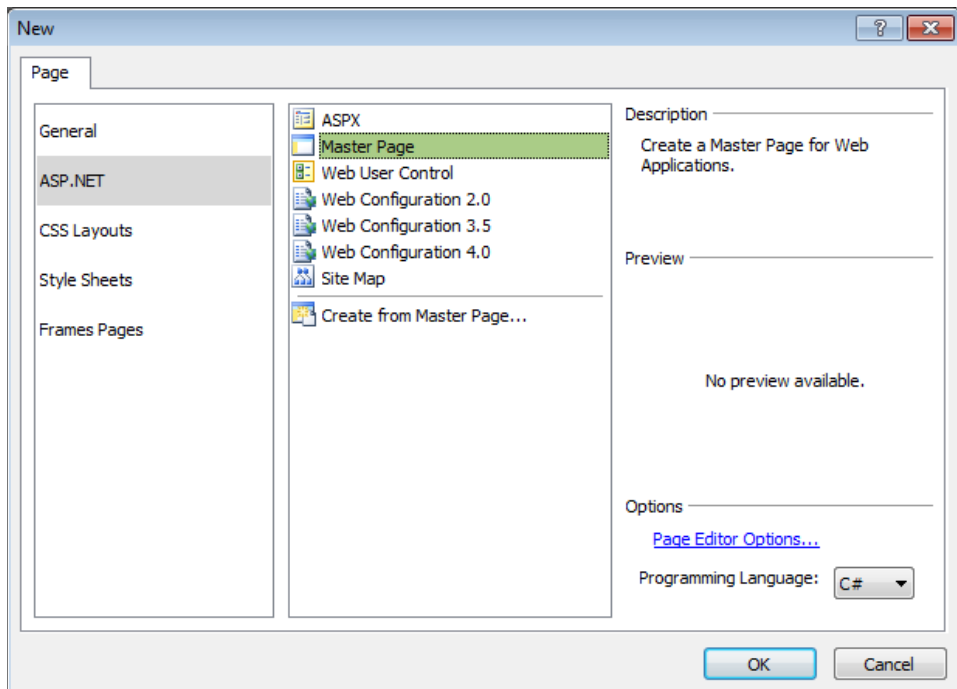 New
Page
General
ASP.NET
CSS Layouts
Style Sheets
Frames Pages
ASPX
Master Page
Web User Control
Web Configuration 2.0
Web Configuration 3.5
Web Configuration 4.0
Site Map
Create from Master Page...
Description
Create a Master Page for Web
Applications.
Preview
No preview available.
Options
Page Editor Options...
Programming Language: C#
OK Cancel